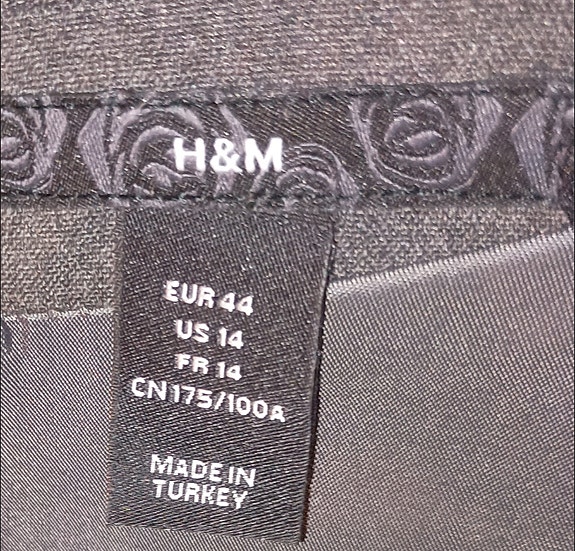 H&M
EUR 44
US 14
FR 14
CN 175/100A
MADE IN
TURKEY